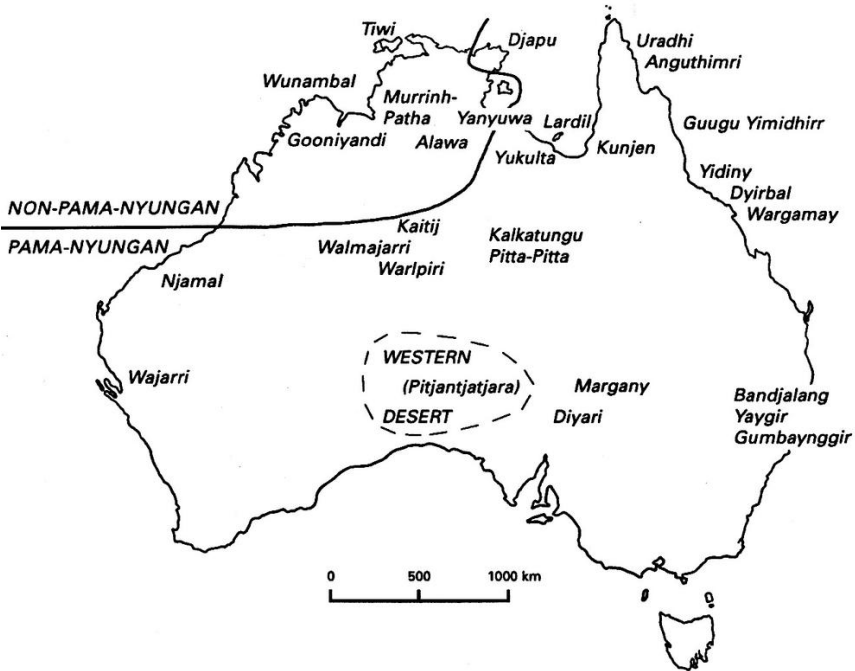 Tiwi
Djapu
Uradhi
Anguthimri
Wunambal
Murrinh-
Patha
Yanyuwa
Lardil
Guugu Yimidhirr
Gooniyandi
Alawa
Yukulta
Kunjen
Yidiny
Dyirbal
Wargamay
NON-PAMA-NYUNGAN
PAMA-NYUNGAN
Kaitij
Walmajarri
Warlpiri
Kalkatungu
Pitta-Pitta
Njamal
WESTERN
(Pitjantjatjara)
DESERT
Wajarri
Margany
Diyari
Bandjalang
Yaygir
Gumbaynggir
0 500 1000 km